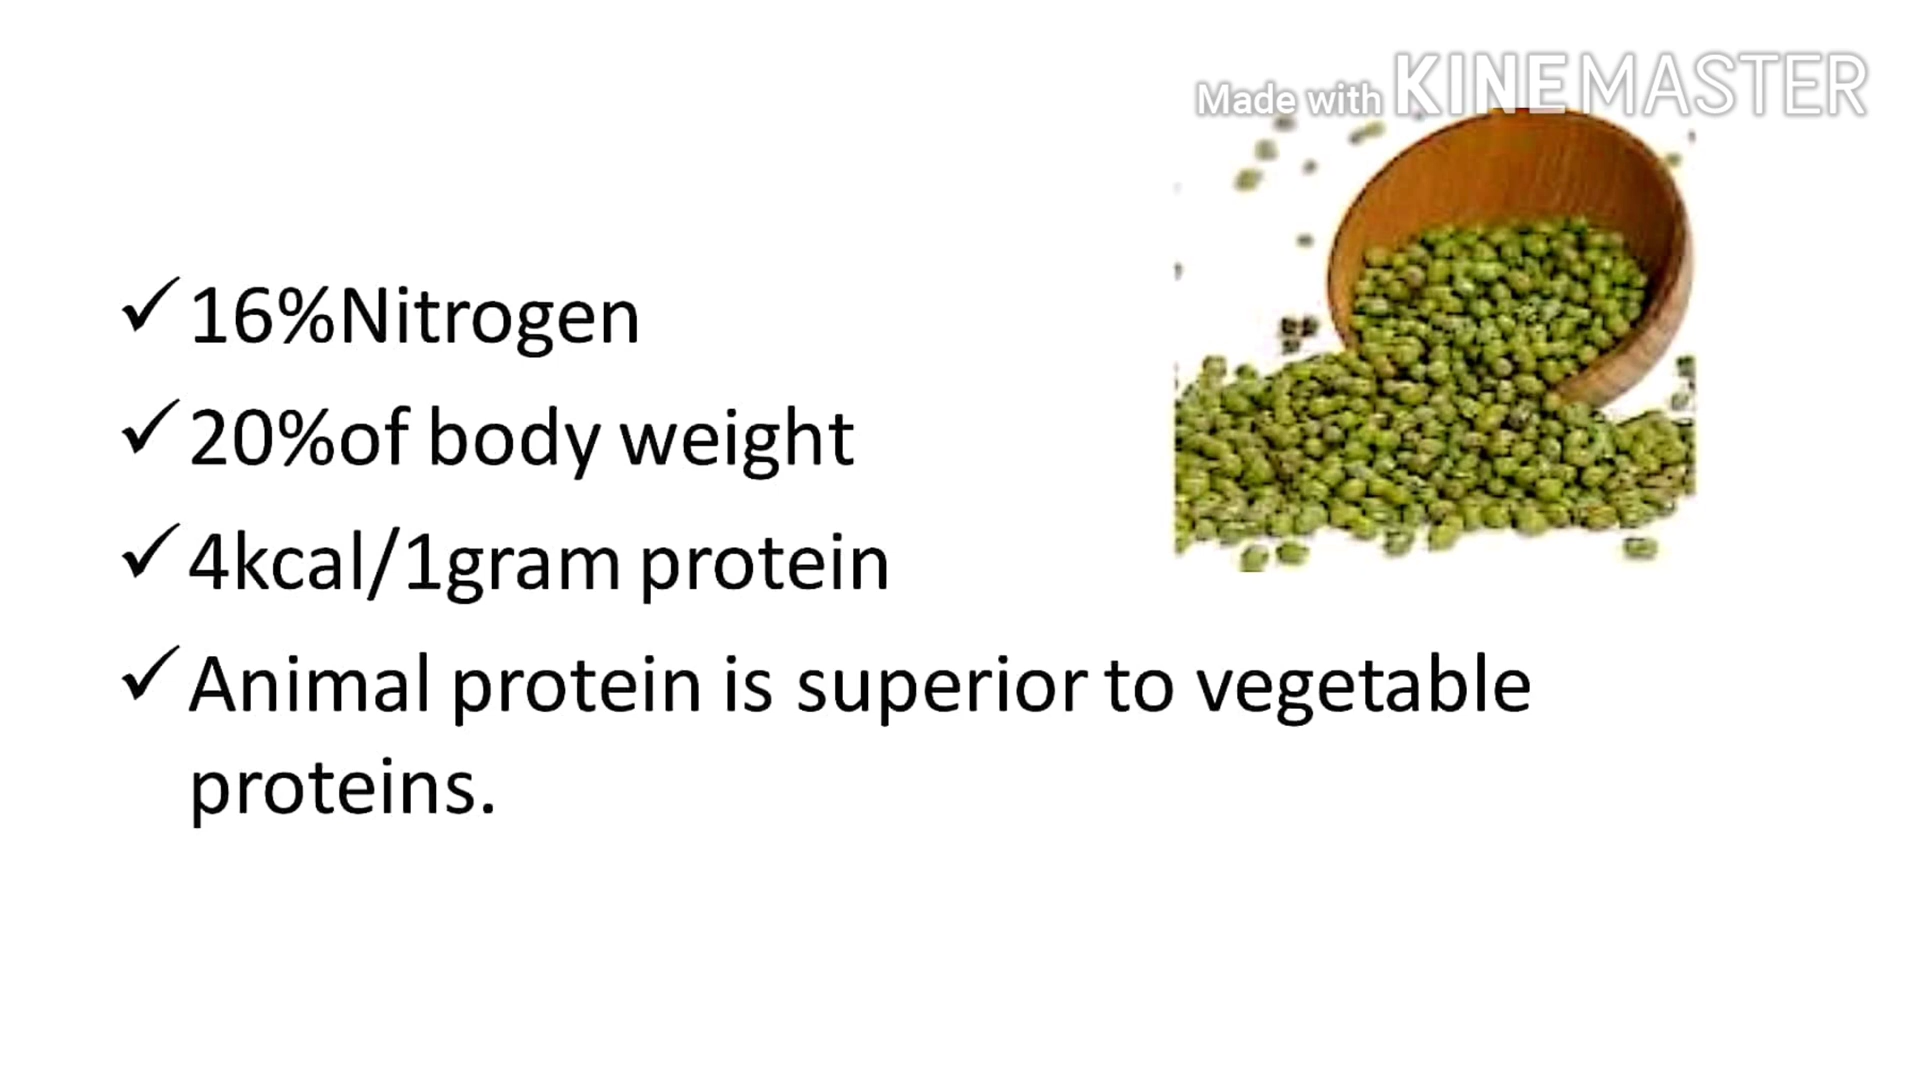 Made with KINEMASTER
✓16%Nitrogen
✓20%of body weight
✓4kcal/1gram protein
✓Animal protein is superior to vegetable
proteins.